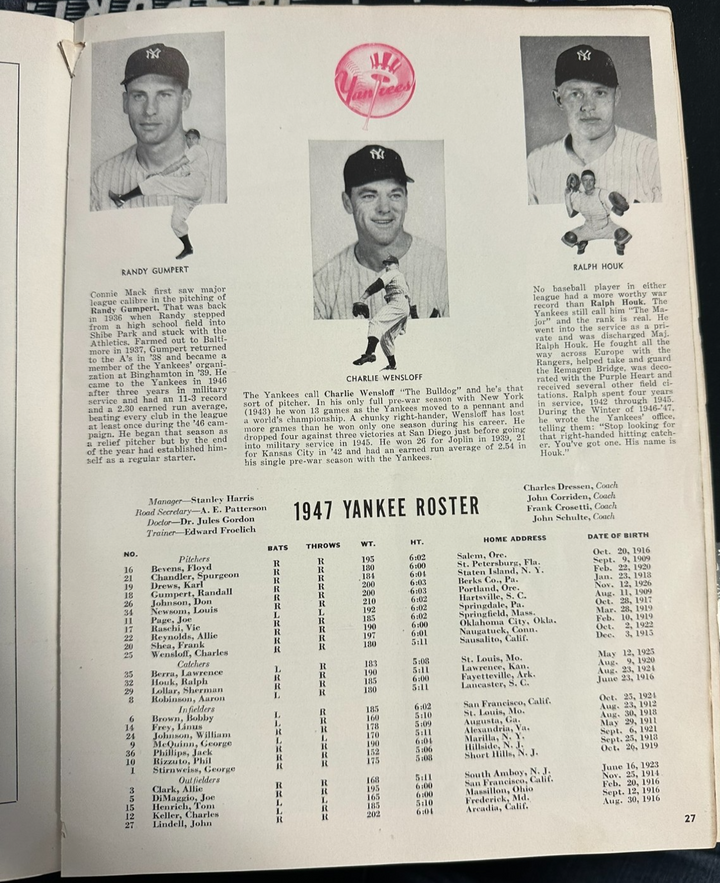 Yankees
RANDY GUMPERT
Connie Mack first saw major
league calibre in the pitching of
Randy Gumpert. That was back
in 1936 when Randy stepped
from a high school field into
Shibe Park and stuck with the
Athletics. Farmed out to Balti-
more in 1937, Gumpert returned
to the A's in '38 and became a
member of the Yankees' organi-
zation at Binghamton in '39. He
came to the Yankees in 1946
after three years in military
service and had an 11-3 record
and a 2.30 earned run average,
beating every club in the league
at least once during the '46 cam-
paign. He began that season as
a relief pitcher but by the end
of the year had established him-
self as a regular starter.
CHARLIE WENSLOFF
The Yankees call Charlie Wensloff "The Bulldog" and he's that
sort of pitcher. In his only full pre-war season with New York
(1943) he won 13 games as the Yankees moved to a pennant and
a world's championship. A chunky right-hander, Wensloff has lost
more games than he won only one season during his career. He
dropped four against three victories at San Diego just before going
into military service in 1945. He won 26 for Joplin in 1939, 21
for Kansas City in '42 and had an earned run average of 2.54 in
his single pre-war season with the Yankees.
RALPH HOUK
No baseball player in either
league had a more worthy war
record than Ralph Houk. The
Yankees still call him "The Ma-
jor" and the rank is real. He
went into the service as a pri-
vate and was discharged Maj.
Ralph Houk. He fought all the
way across Europe with the
Rangers, helped take and guard
the Remagen Bridge, was deco-
rated with the Purple Heart and
received several other field ci-
tations. Ralph spent four years
in service, 1942 through 1945.
During the Winter of 1946-'47,
he wrote the Yankees' office,
telling them: "Stop looking for
that right-handed hitting catch-
er. You've got one. His name is
Houk."
Manager—Stanley Harris
Road Secretary—A. E. Patterson
Doctor—Dr. Jules Gordon
Trainer—Edward Froelich
1947 YANKEE ROSTER
Charles Dressen, Coach
John Corriden, Coach
Frank Crosetti, Coach
John Schulte, Coach
NO. BATS THROWS WT. HT. HOME ADDRESS DATE OF BIRTH
Pitchers
16 Bevens, Floyd R R 195 6:02 Salem, Ore. Oct. 20, 1916
21 Chandler, Spurgeon R R 180 6:00 St. Petersburg, Fla. Sept. 9, 1909
19 Drews, Karl R R 184 6:04 Staten Island, N. Y. Feb. 22, 1920
18 Gumpert, Randall R R 200 6:03 Berks Co., Pa. Jan. 23, 1918
26 Johnson, Don R R 200 6:03 Portland, Ore. Nov. 12, 1926
34 Newsom, Louis R R 210 6:02 Hartsville, S. C. Aug. 11, 1909
11 Page, Joe L L 192 6:02 Springdale, Pa. Oct. 28, 1917
17 Raschi, Vic R R 185 6:02 Springfield, Mass. Mar. 28, 1919
22 Reynolds, Allie R R 190 6:00 Oklahoma City, Okla. Feb. 10, 1919
20 Shea, Frank R R 197 6:01 Naugatuck, Conn. Oct. 2, 1922
25 Wensloff, Charles R R 180 5:11 Sausalito, Calif. Dec. 3, 1915
Catchers
35 Berra, Lawrence L R 183 5:08 St. Louis, Mo. May 12, 1925
32 Houk, Ralph R R 190 5:11 Lawrence, Kan. Aug. 9, 1920
29 Lollar, Sherman R R 185 6:00 Fayetteville, Ark. Aug. 23, 1924
8 Robinson, Aaron L R 180 5:11 Lancaster, S. C. June 23, 1916
Infielders
6 Brown, Bobby L R 185 6:02 San Francisco, Calif. Oct. 25, 1924
14 Frey, Linus L R 160 5:10 St. Louis, Mo. Aug. 23, 1912
24 Johnson, William R R 178 5:09 Augusta, Ga. Aug. 30, 1918
9 McQuinn, George L L 170 5:11 Alexandria, Va. May 29, 1911
36 Phillips, Jack R R 190 6:04 Marilla, N. Y. Sept. 6, 1921
10 Rizzuto, Phil R R 152 5:06 Hillside, N. J. Sept. 25, 1918
1 Stirnweiss, George R R 175 5:08 Short Hills, N. J. Oct. 26, 1919
Outfielders
3 Clark, Allie R R 168 5:11 South Amboy, N. J. June 16, 1923
5 DiMaggio, Joe R R 195 6:00 San Francisco, Calif. Nov. 25, 1914
15 Henrich, Tom L L 165 6:00 Massillon, Ohio Feb. 20, 1916
12 Keller, Charles L R 185 5:10 Frederick, Md. Sept. 12, 1916
27 Lindell, John R R 202 6:04 Arcadia, Calif. Aug. 30, 1916
27